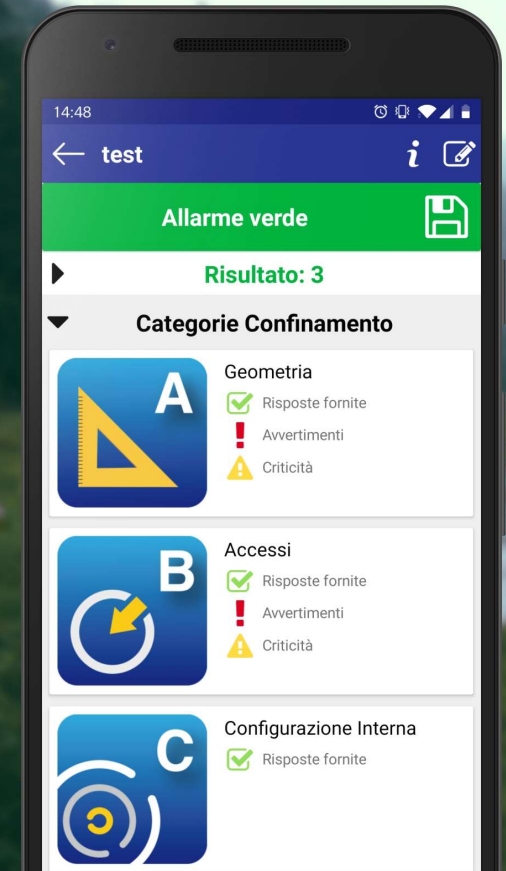 14:48
test
i
Allarme verde
Risultato: 3
Categorie Confinamento
A
Geometria
Risposte fornite
Avvertimenti
Criticità
B
Accessi
Risposte fornite
Avvertimenti
Criticità
C
Configurazione Interna
Risposte fornite